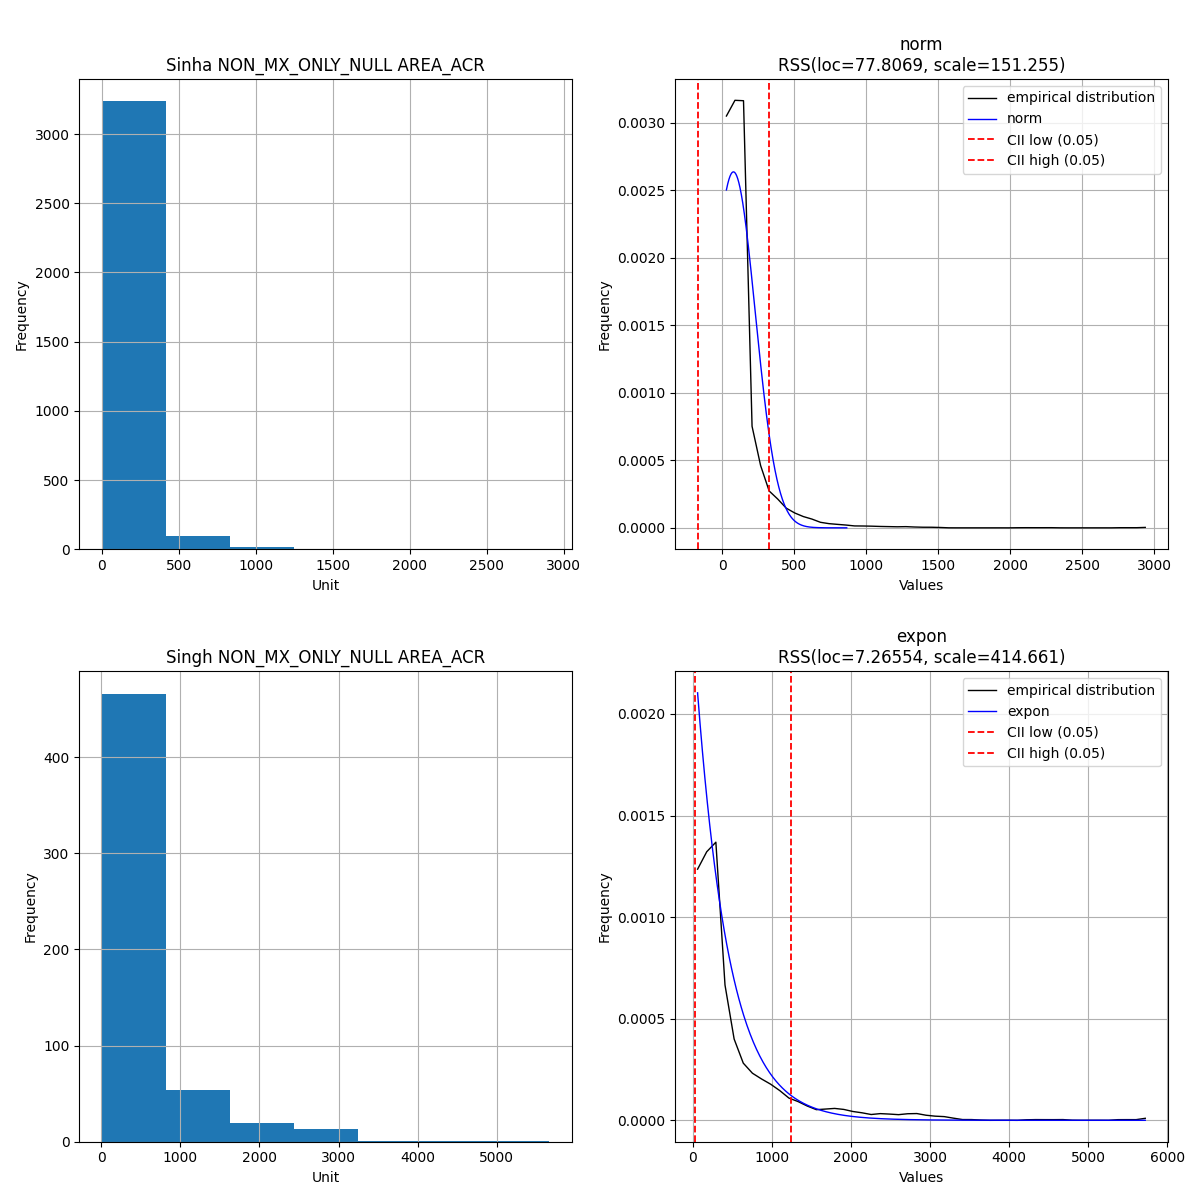 Sinha NON_MX_ONLY_NULL AREA_ACR
Frequency
3000
2500
2000
1500
1000
500
0
0 500 1000 1500 2000 2500 3000
Unit
norm
RSS(loc=77.8069, scale=151.255)
empirical distribution
norm
CII low (0.05)
CII high (0.05)
Frequency
0.0030
0.0025
0.0020
0.0015
0.0010
0.0005
0.0000
0 500 1000 1500 2000 2500 3000
Values
Singh NON_MX_ONLY_NULL AREA_ACR
Frequency
400
300
200
100
0
0 1000 2000 3000 4000 5000
Unit
expon
RSS(loc=7.26554, scale=414.661)
empirical distribution
expon
CII low (0.05)
CII high (0.05)
Frequency
0.0020
0.0015
0.0010
0.0005
0.0000
0 1000 2000 3000 4000 5000 6000
Values